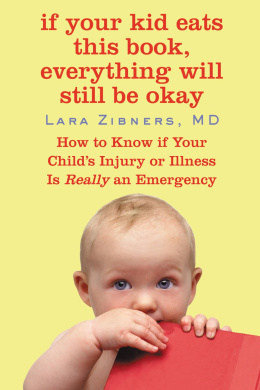 if your kid eats
this book,
everything will
still be okay
LARA ZIBNERS, MD
How to Know if Your
Child's Injury or Illness
Is Really an Emergency